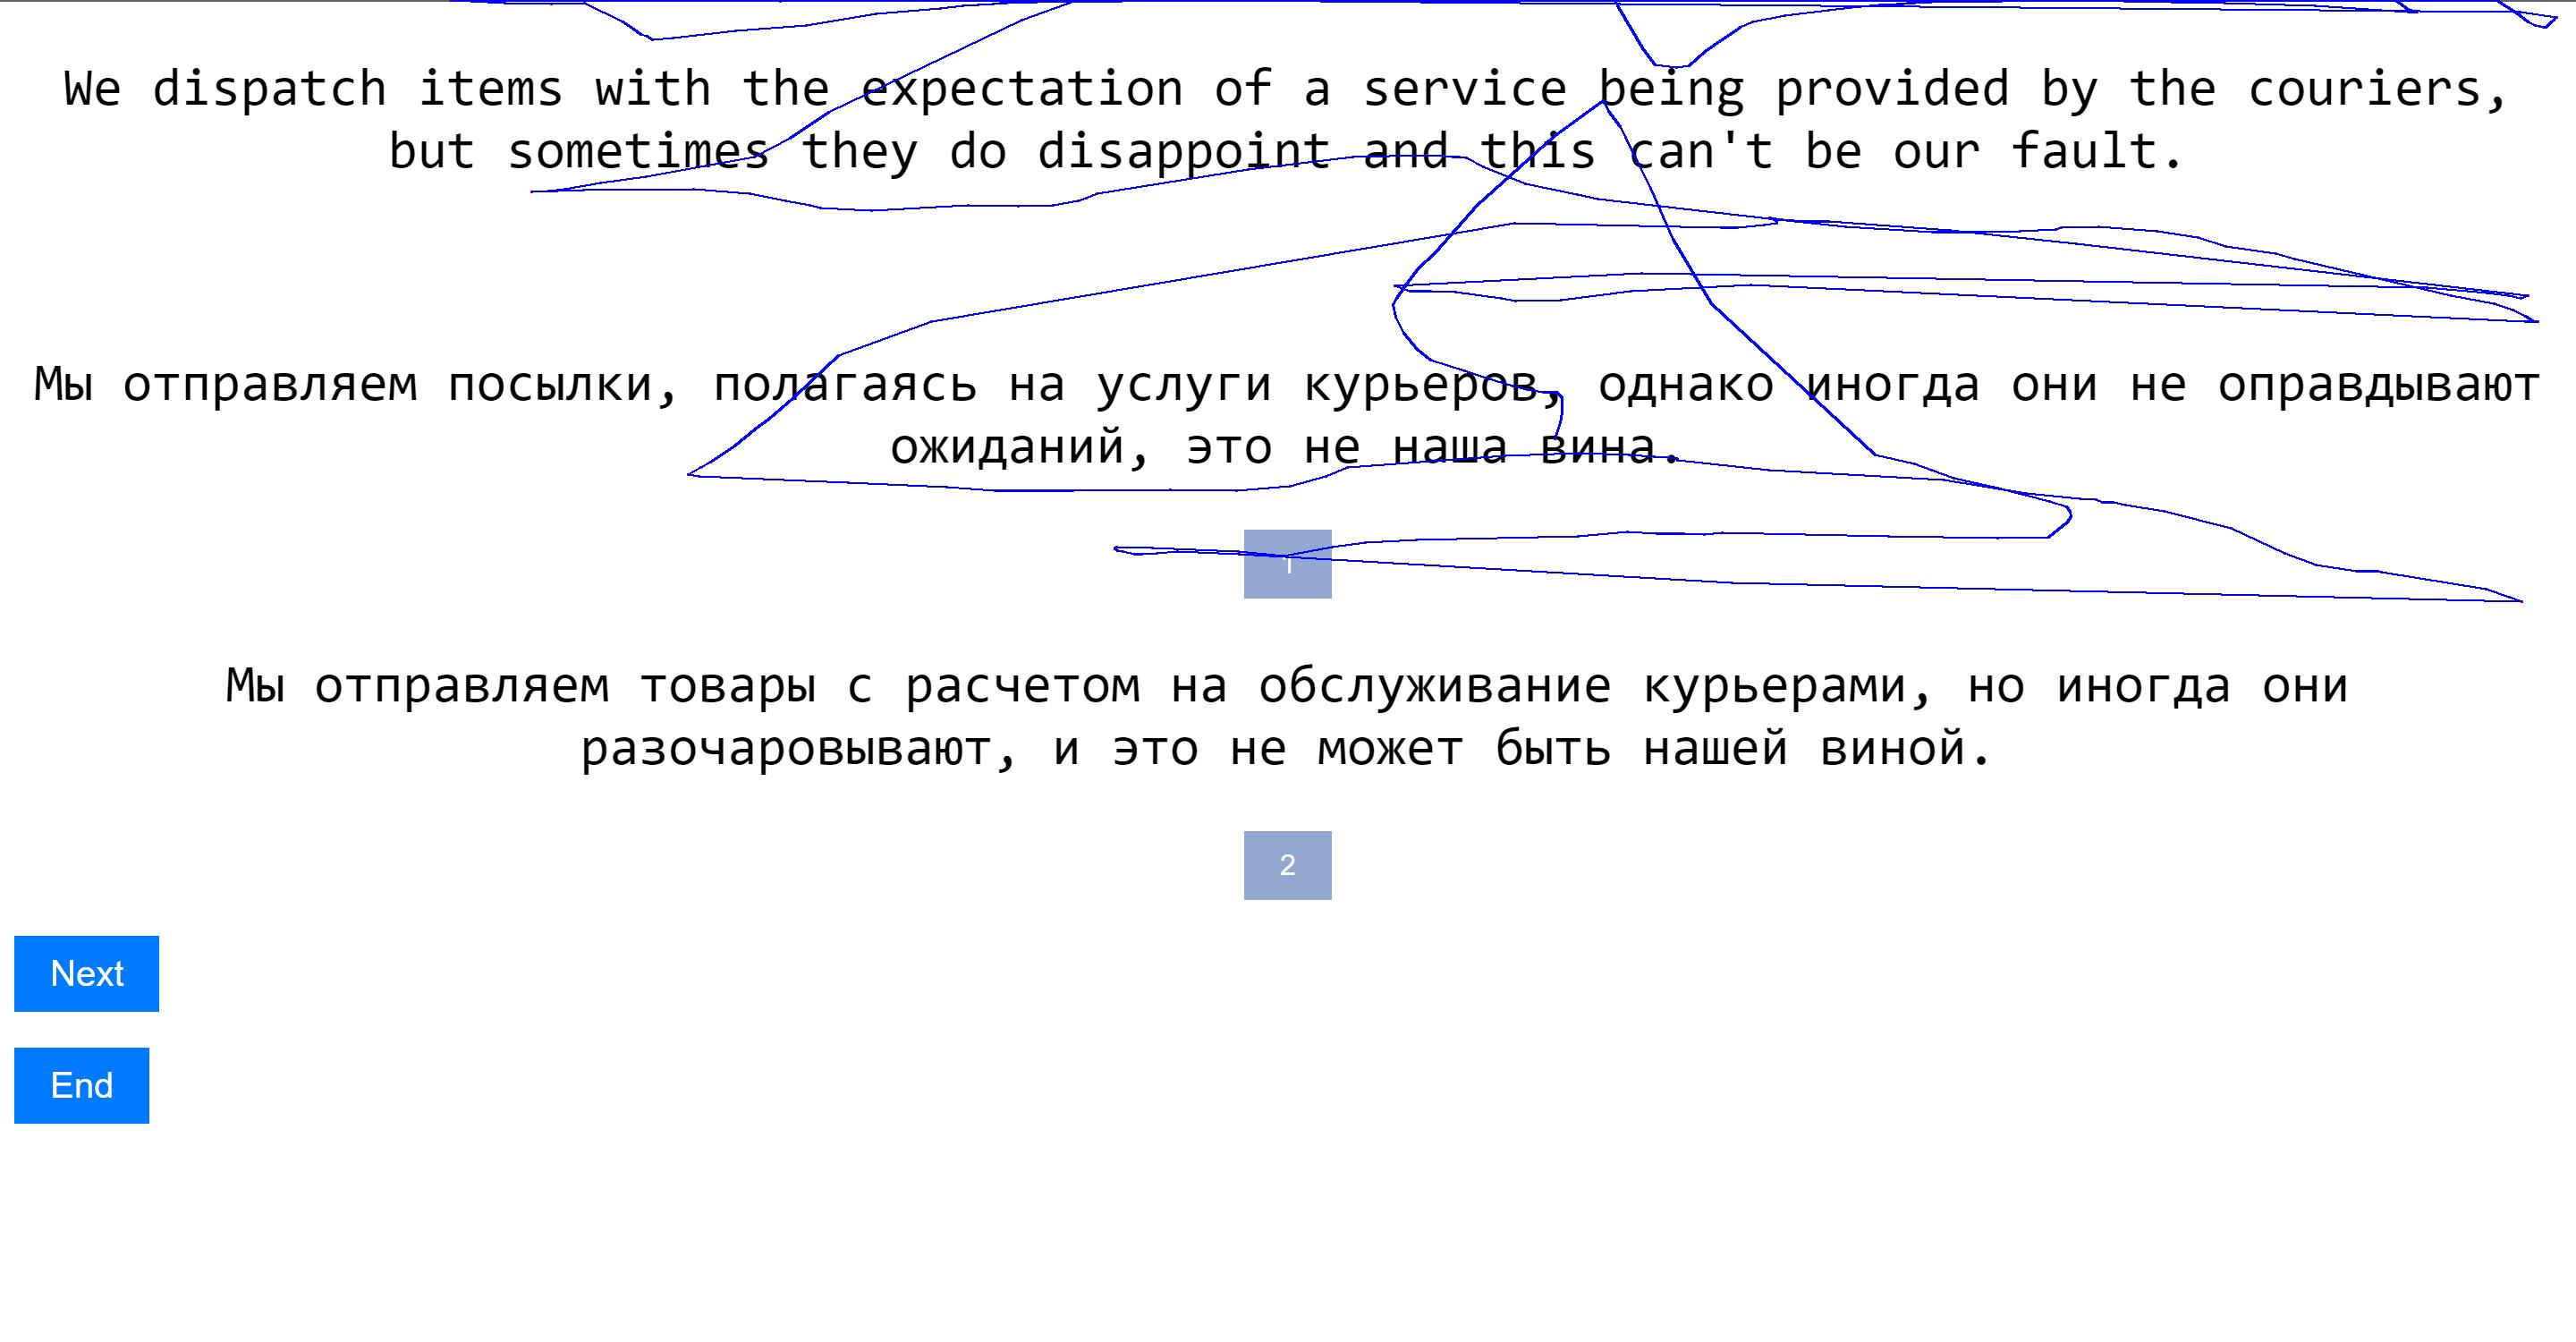 We dispatch items with the expectation of a service being provided by the couriers,
but sometimes they do disappoint and this can't be our fault.
Мы отправляем посылки, полагаясь на услуги курьеров, однако иногда они не оправдывают
ожиданий, это не наша вина.
1
Мы отправляем товары с расчетом на обслуживание курьерами, но иногда они
разочаровывают, и это не может быть нашей виной.
2
Next
End